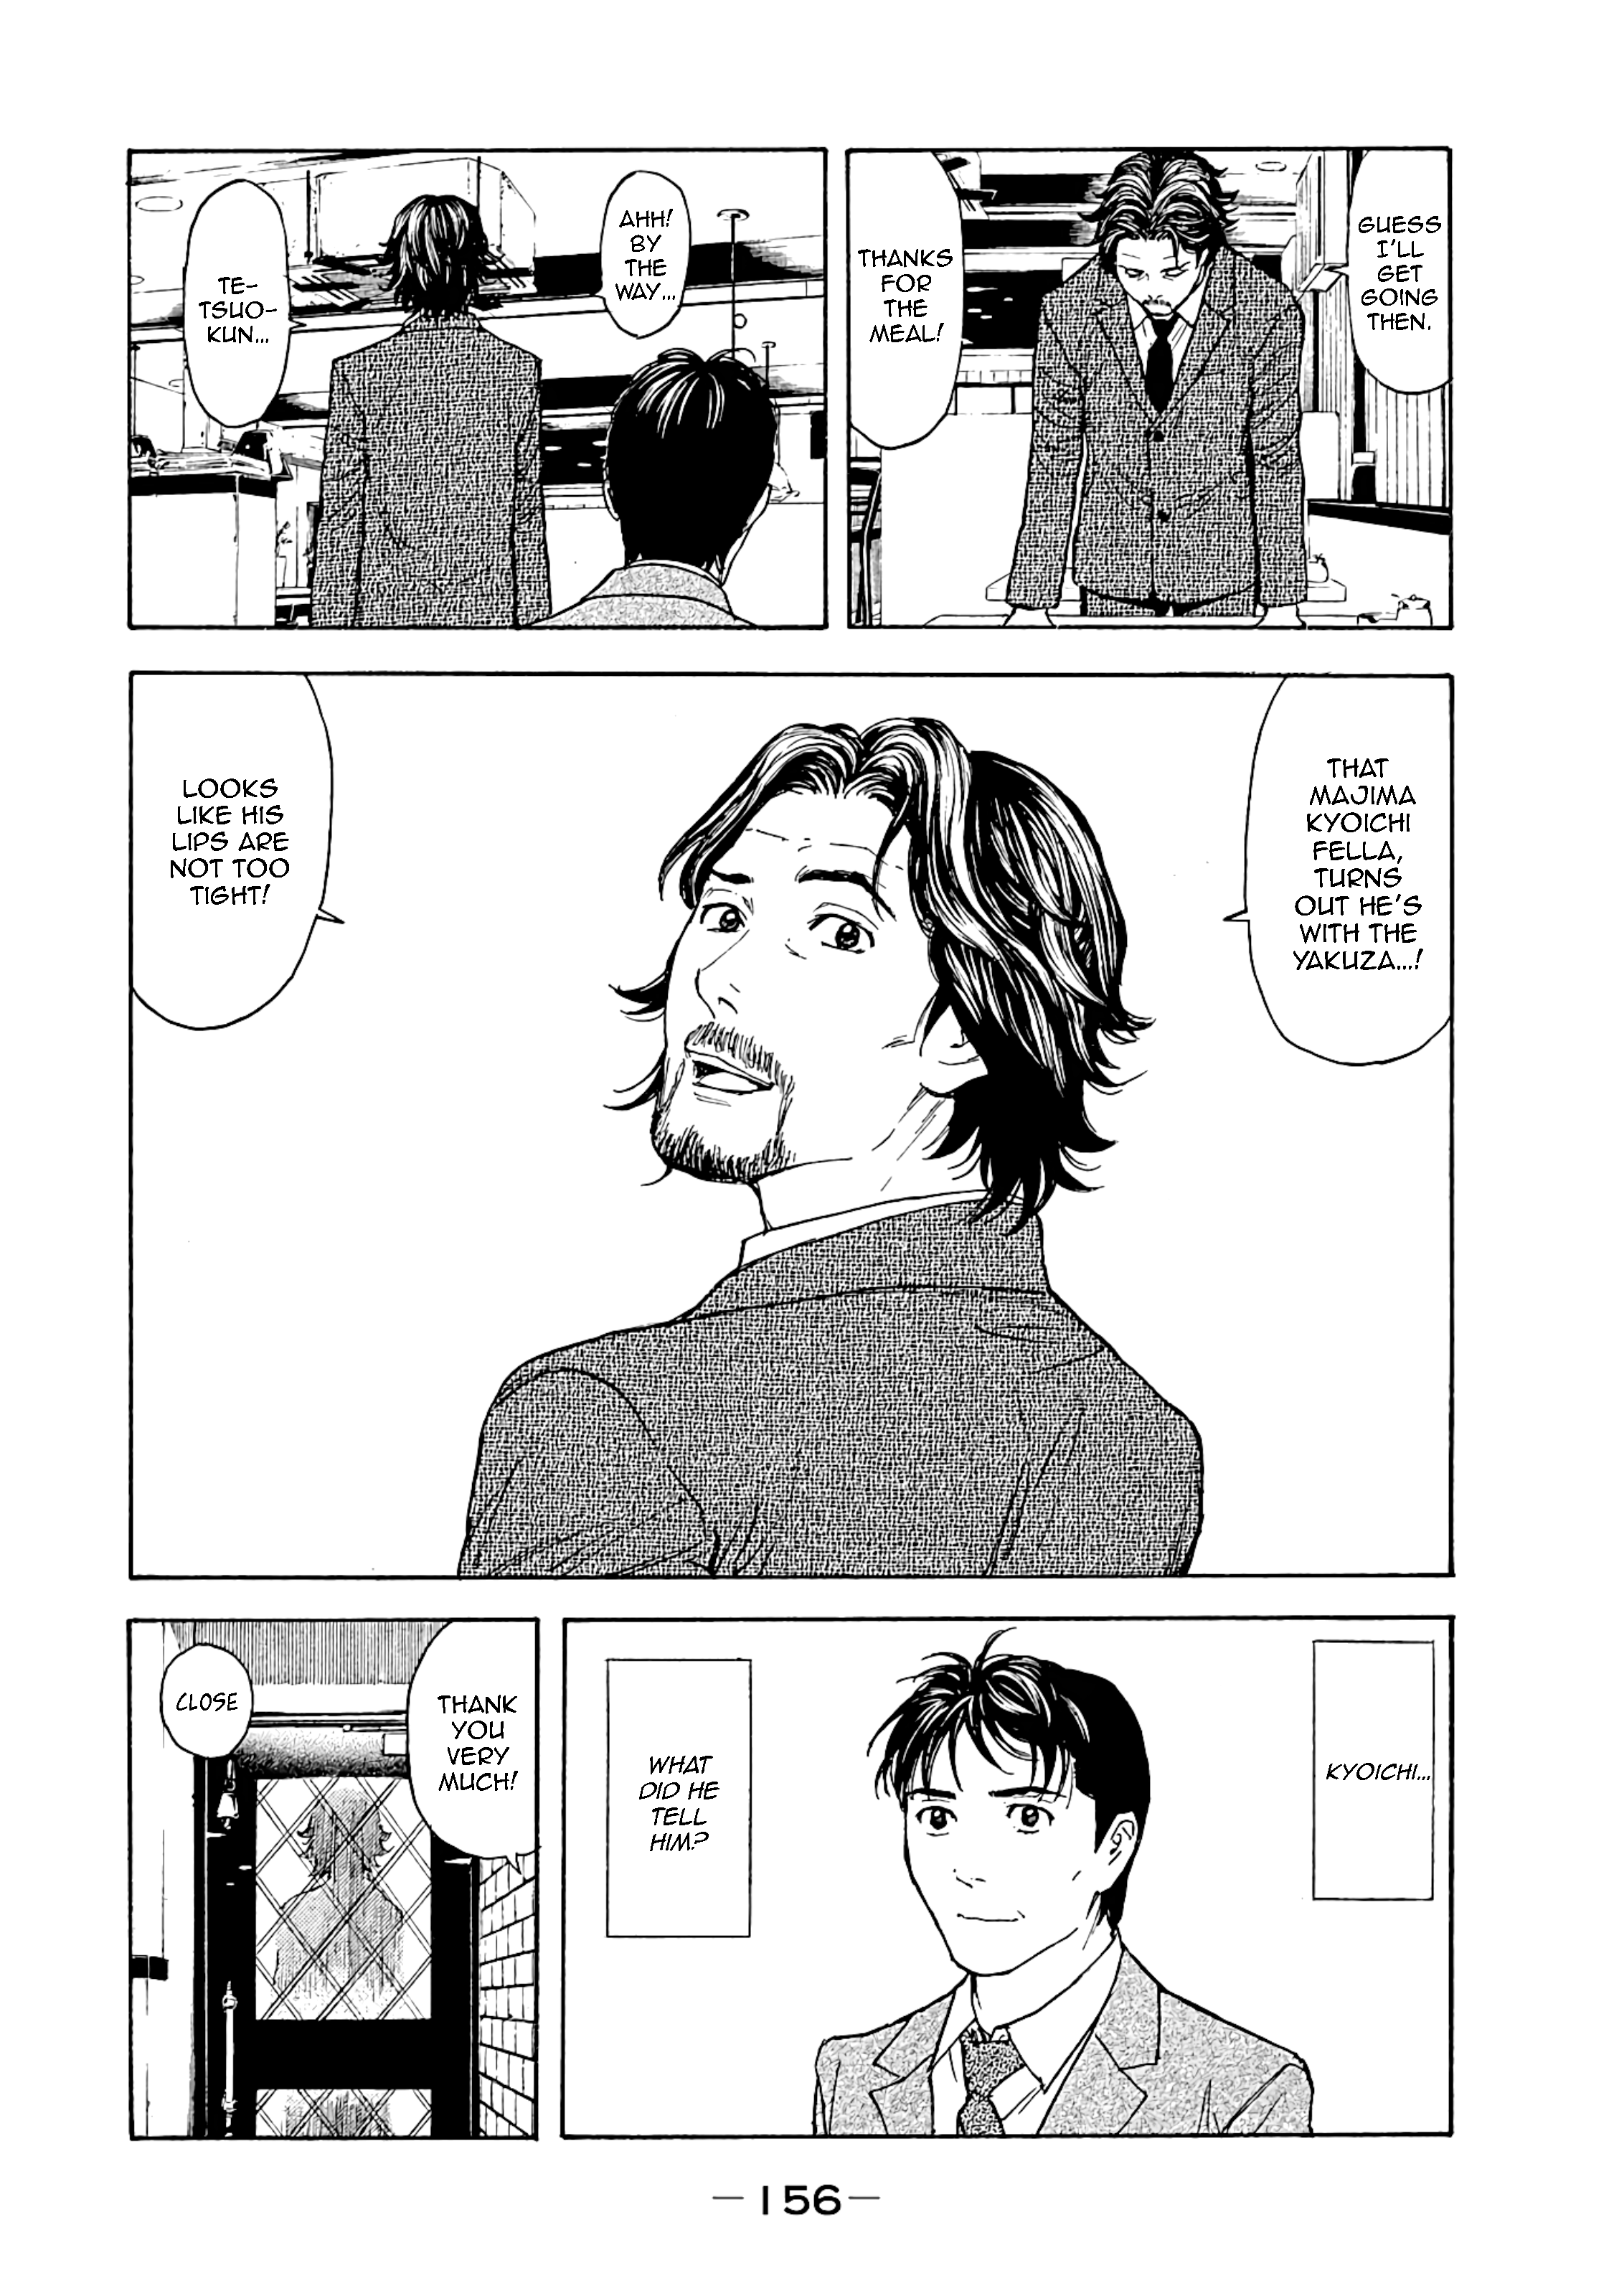 GUESS
I'LL
GET
GOING
THEN.
THANKS
FOR
THE
MEAL!
AHH!
BY
THE
WAY...
TE-
TSUO-
KUN...
THAT
MAJIMA
KYOICHI
FELLA,
TURNS
OUT HE'S
WITH THE
YAKUZA...!
LOOKS
LIKE HIS
LIPS ARE
NOT TOO
TIGHT!
KYOICHI...
WHAT
DID HE
TELL
HIM?
THANK
YOU
VERY
MUCH!
CLOSE
—156—